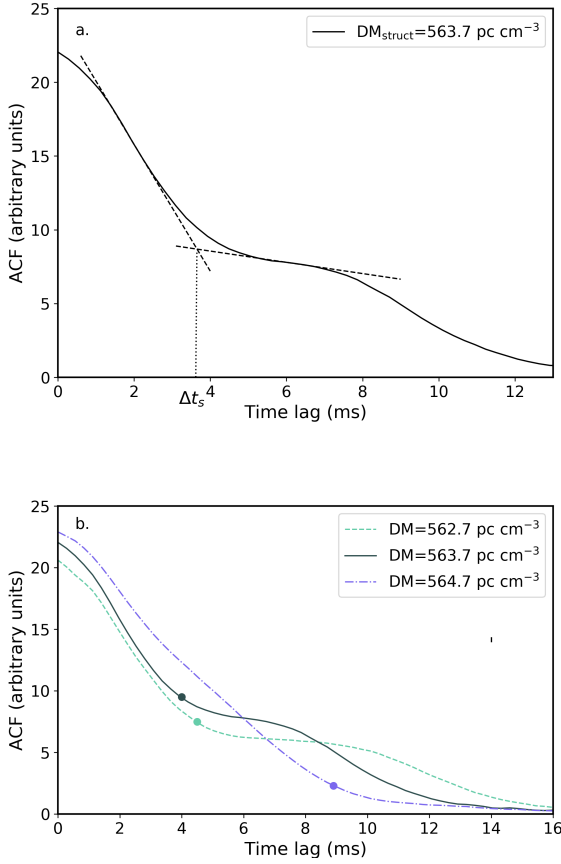 25
a.
DM_struct=563.7 pc cm⁻³
20
15
10
5
0
ACF (arbitrary units)
0 2 4 6 8 10 12
Δt_s
Time lag (ms)
25
b.
DM=562.7 pc cm⁻³
DM=563.7 pc cm⁻³
DM=564.7 pc cm⁻³
20
15
10
5
0
ACF (arbitrary units)
0 2 4 6 8 10 12 14 16
Time lag (ms)